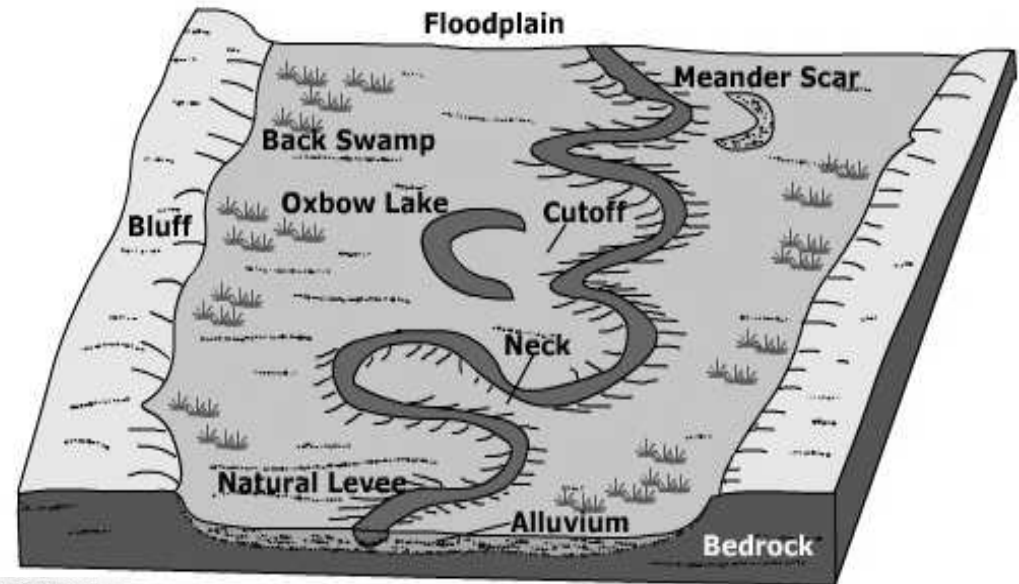 Floodplain
Meander Scar
Back Swamp
Oxbow Lake
Cutoff
Bluff
Neck
Natural Levee
Alluvium
Bedrock